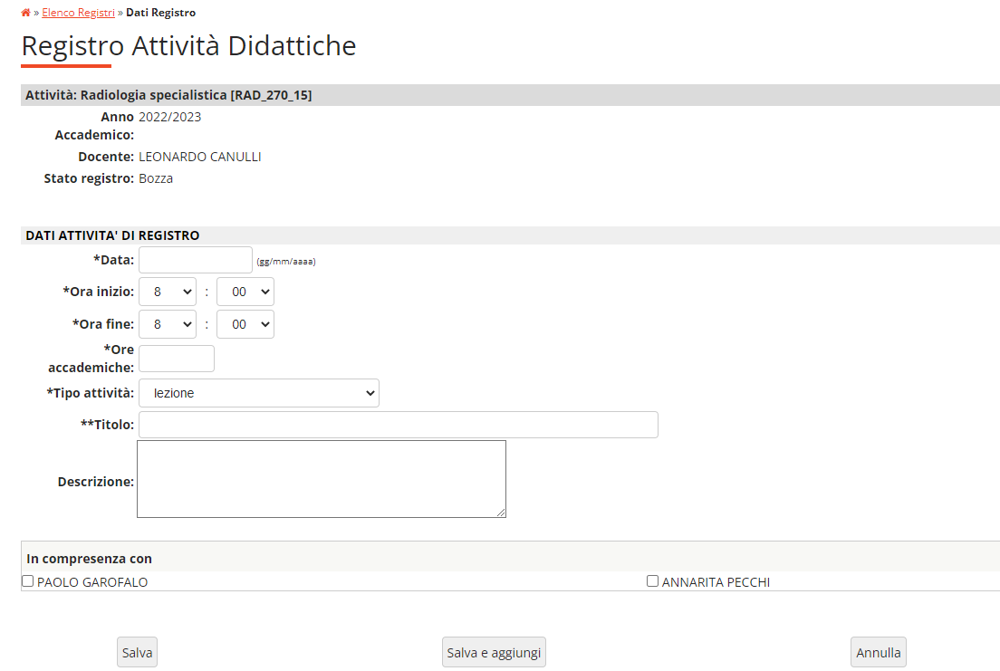 » Elenco Registri » Dati Registro
Registro Attività Didattiche
Attività: Radiologia specialistica [RAD_270_15]
Anno Accademico: 2022/2023
Docente: LEONARDO CANULLI
Stato registro: Bozza
DATI ATTIVITA' DI REGISTRO
*Data: (gg/mm/aaaa)
*Ora inizio: 8 : 00
*Ora fine: 8 : 00
*Ore
accademiche:
*Tipo attività: lezione
**Titolo:
Descrizione:
In compresenza con
PAOLO GAROFALO ANNARITA PECCHI
Salva Salva e aggiungi Annulla